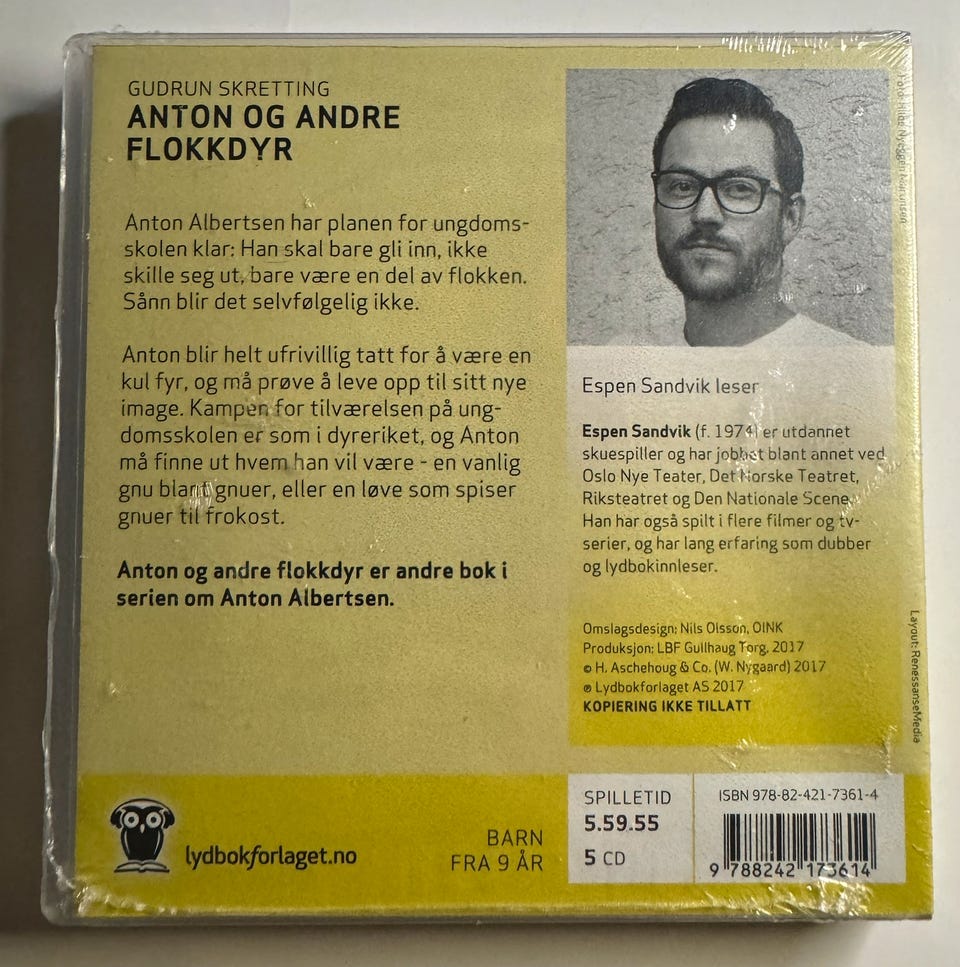 GUDRUN SKRETTING
ANTON OG ANDRE
FLOKKDYR
Anton Albertsen har planen for ungdoms-
skolen klar: Han skal bare gli inn, ikke
skille seg ut, bare være en del av flokken.
Sånn blir det selvfølgelig ikke.
Anton blir helt ufrivillig tatt for å være en
kul fyr, og må prøve å leve opp til sitt nye
image. Kampen for tilværelsen på ung-
domsskolen er som i dyreriket, og Anton
må finne ut hvem han vil være - en vanlig
gnu blant gnuer, eller en løve som spiser
gnuer til frokost.
Anton og andre flokkdyr er andre bok i
serien om Anton Albertsen.
Espen Sandvik leser
Espen Sandvik (f. 1974) er utdannet
skuespiller og har jobbet blant annet ved
Oslo Nye Teater, Det Norske Teatret,
Riksteatret og Den Nationale Scene.
Han har også spilt i flere filmer og tv-
serier, og har lang erfaring som dubber
og lydbokinnleser.
Omslagsdesign: Nils Olsson, OINK
Produksjon: LBF Gullhaug Torg, 2017
© H. Aschehoug & Co. (W. Nygaard) 2017
℗ Lydbokforlaget AS 2017
KOPIERING IKKE TILLATT
Layout: RenessanseMedia
lydbokforlaget.no
BARN
FRA 9 ÅR
SPILLETID
5.59.55
5 CD
ISBN 978-82-421-7361-4
9 788242 173614